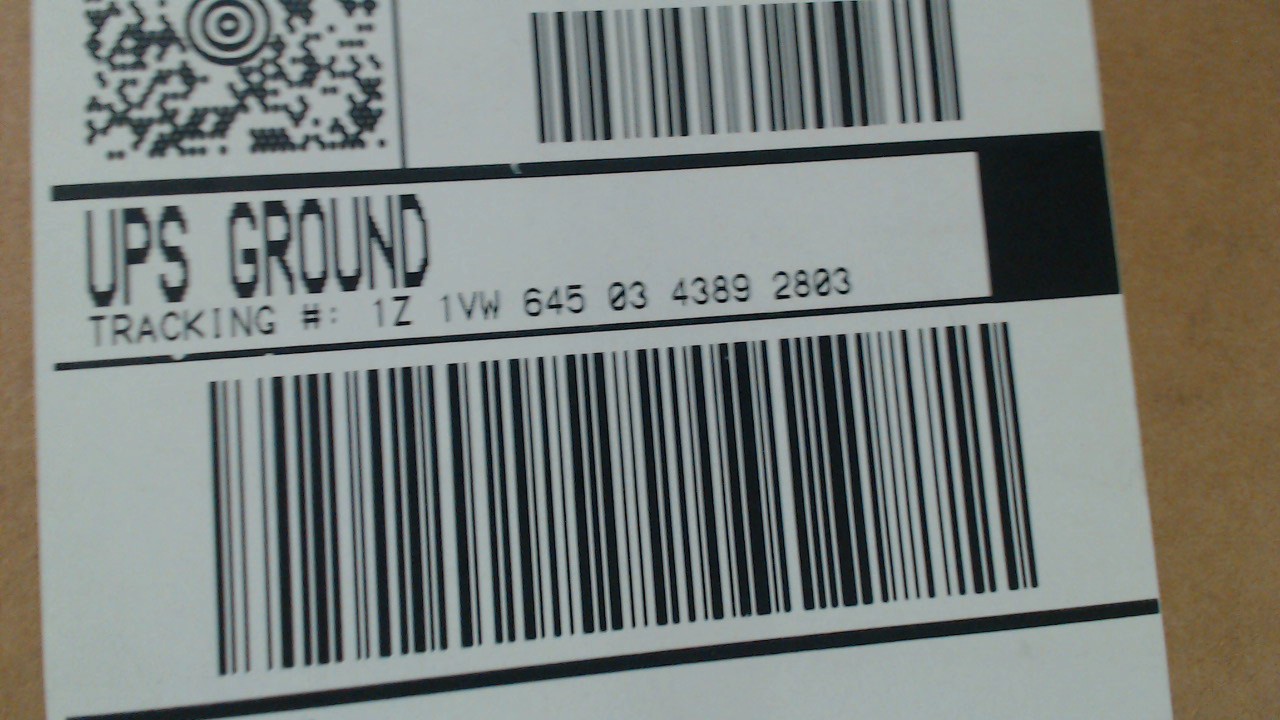 UPS GROUND
TRACKING #: 1Z 1VW 645 03 4389 2803